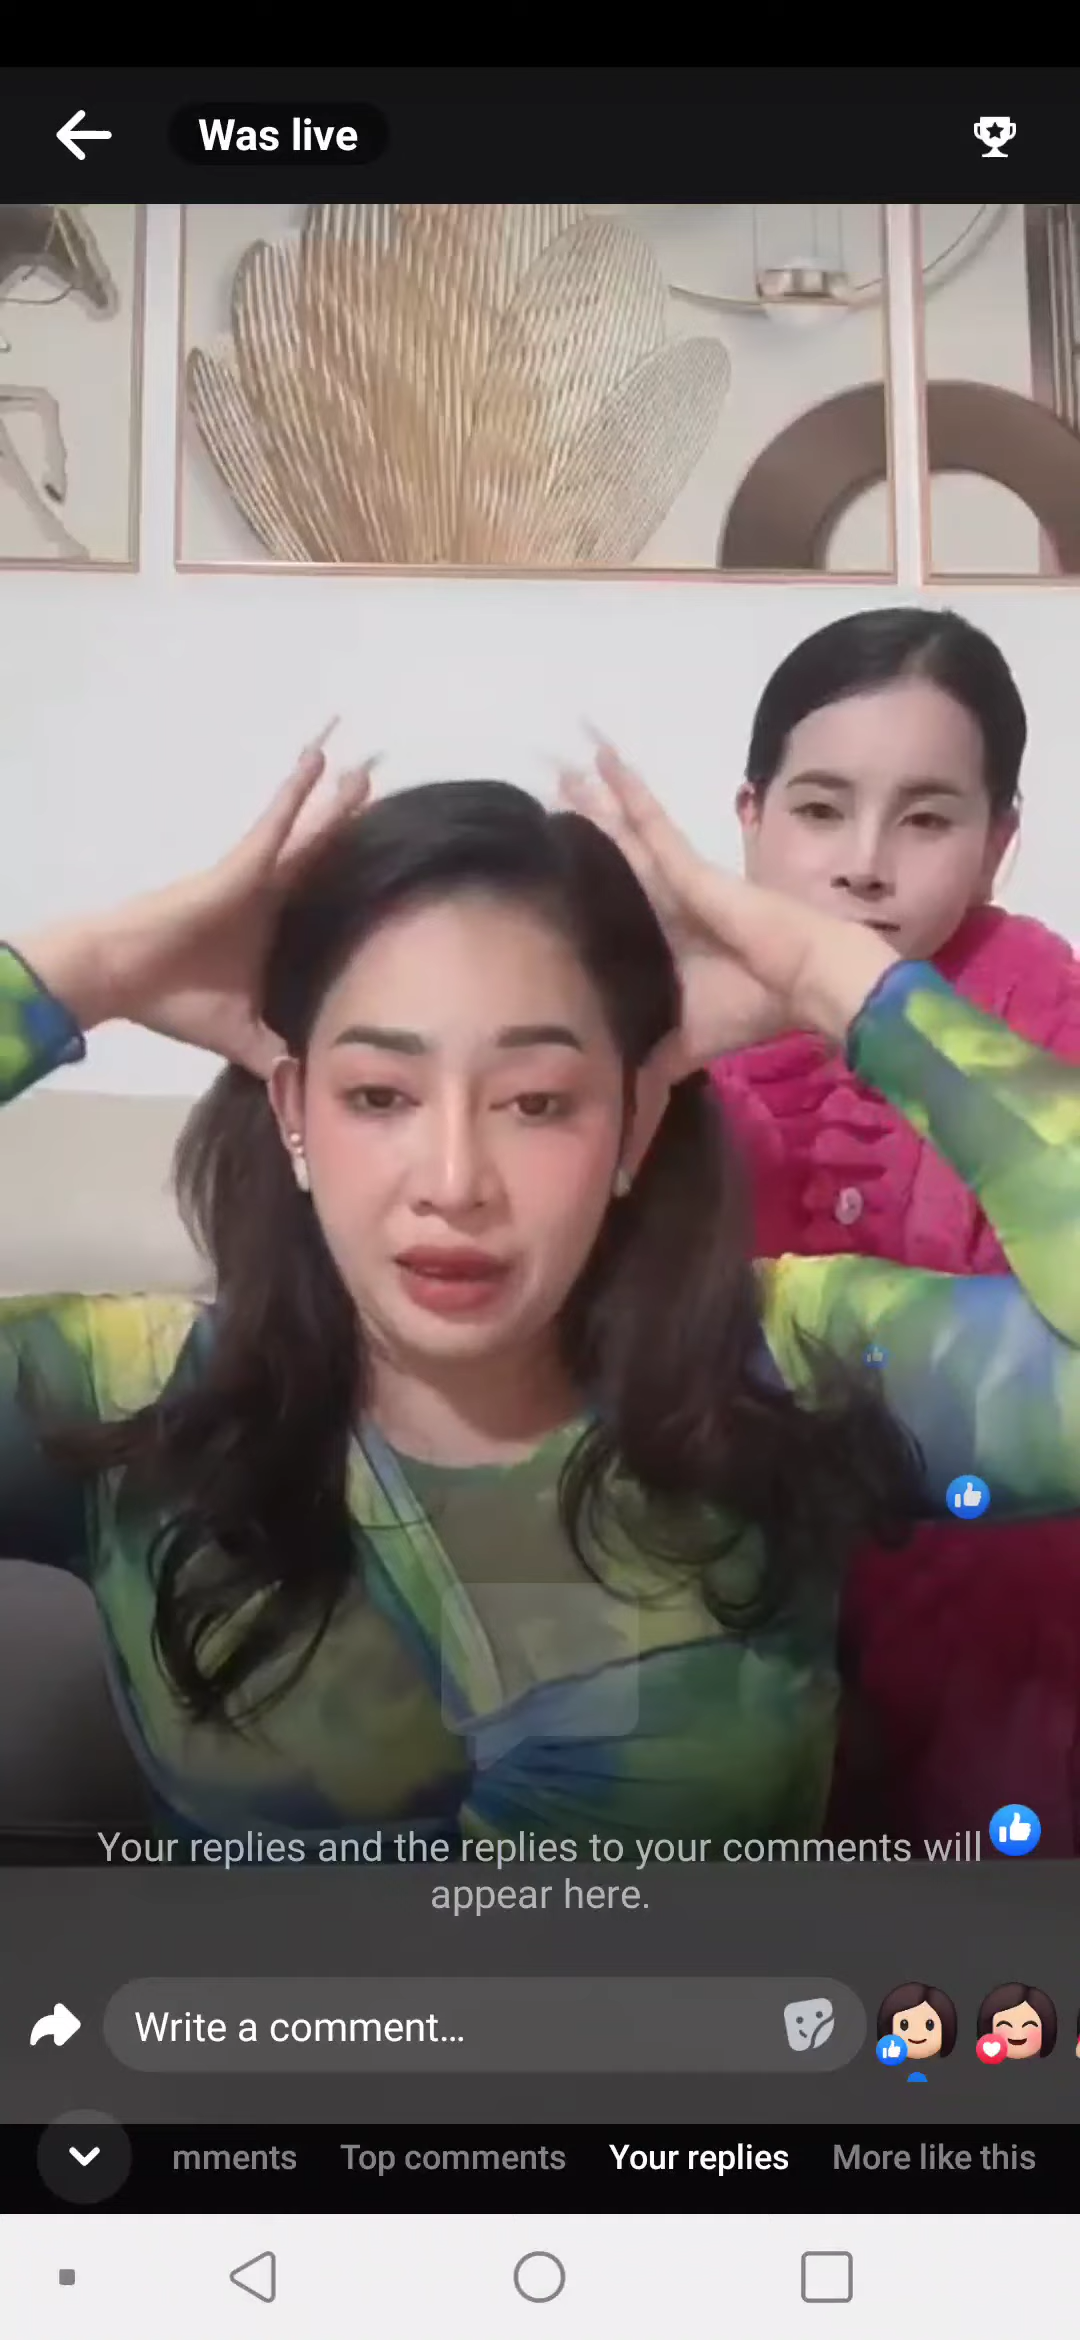 Was live
Your replies and the replies to your comments will
appear here.
Write a comment...
mments
Top comments
Your replies
More like this